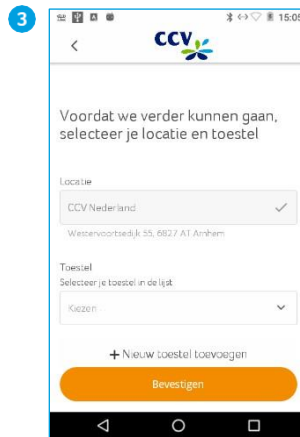 3
15:05
CCV
Voordat we verder kunnen gaan,
selecteer je locatie en toestel
Locatie
CCV Nederland
Westervoortsedijk 55, 6827 AT Arnhem
Toestel
Selecteer je toestel in de lijst
Kiezen
+ Nieuw toestel toevoegen
Bevestigen